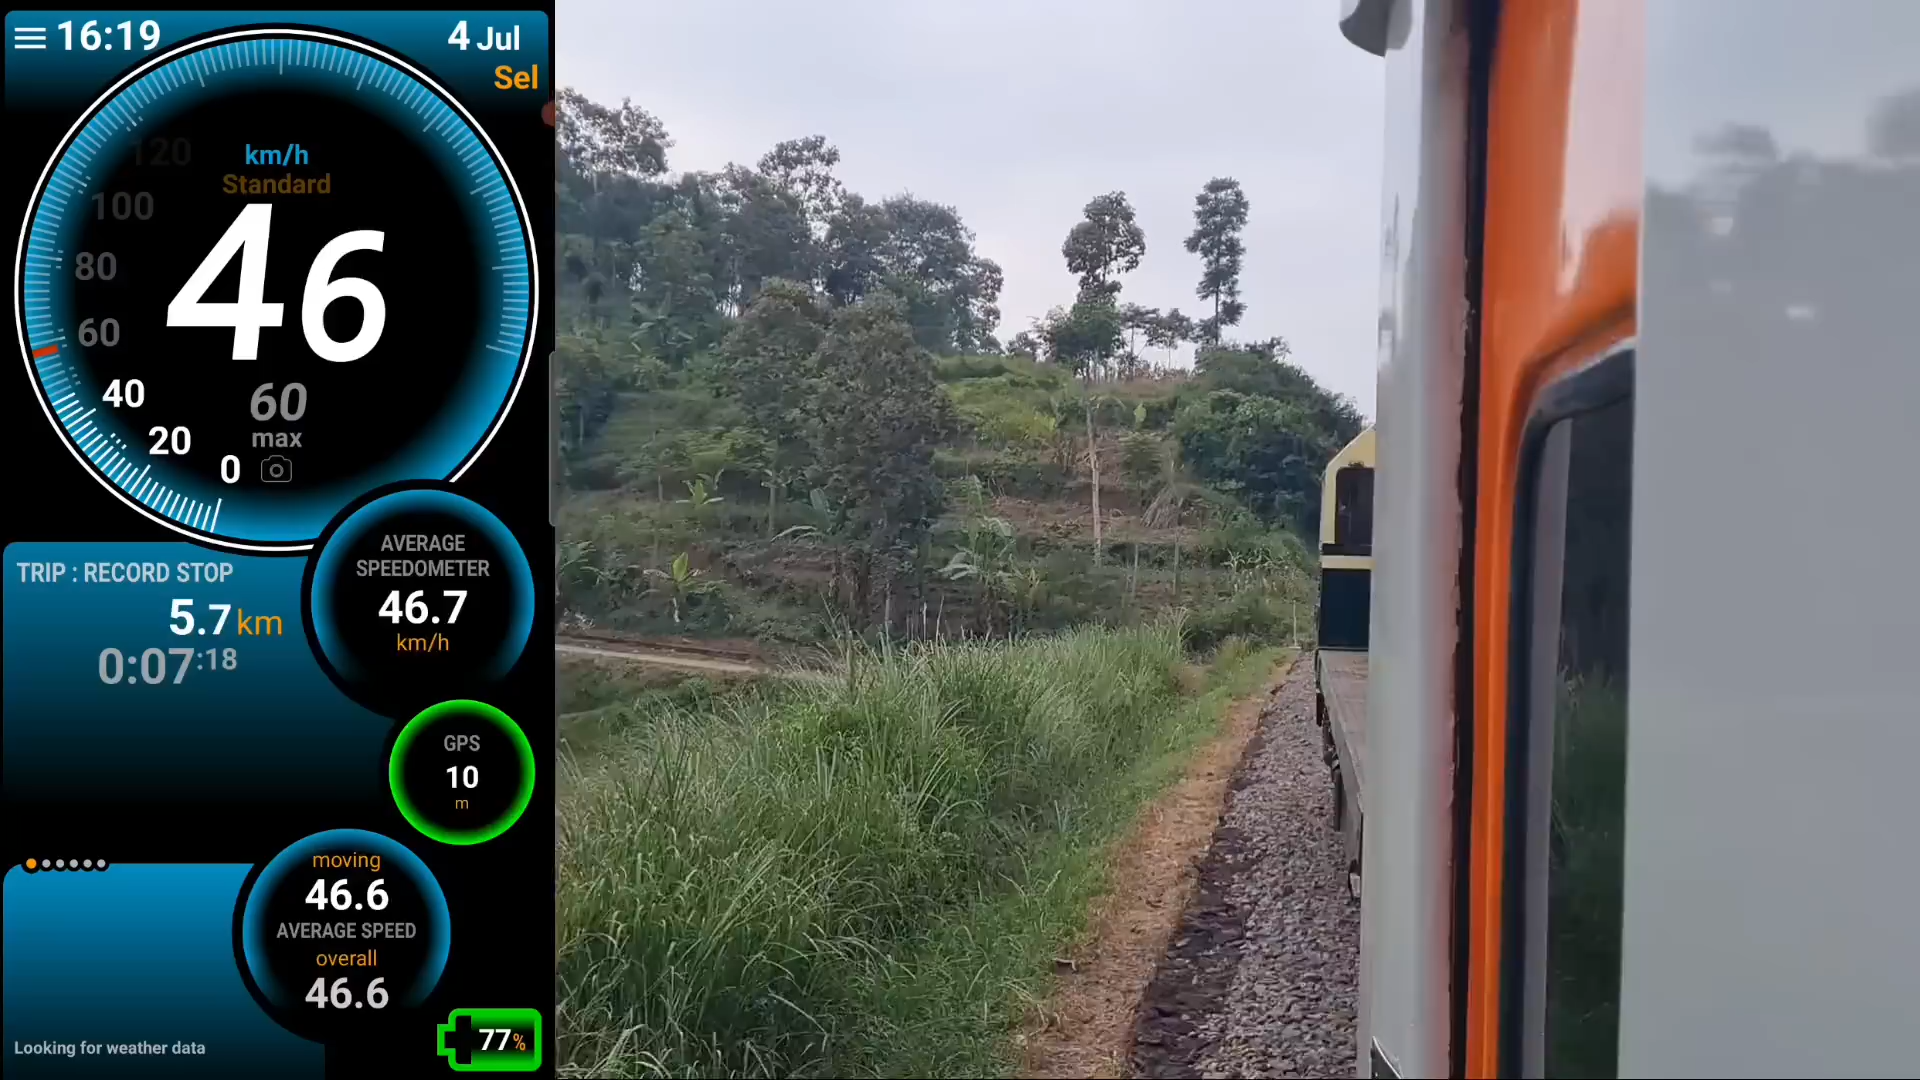 16:19
4 Jul
Sel
120
100
80
60
40
20
0
km/h
Standard
46
60
max
TRIP : RECORD STOP
5.7 km
0:07:18
AVERAGE
SPEEDOMETER
46.7
km/h
GPS
10
m
moving
46.6
AVERAGE SPEED
overall
46.6
Looking for weather data
77%